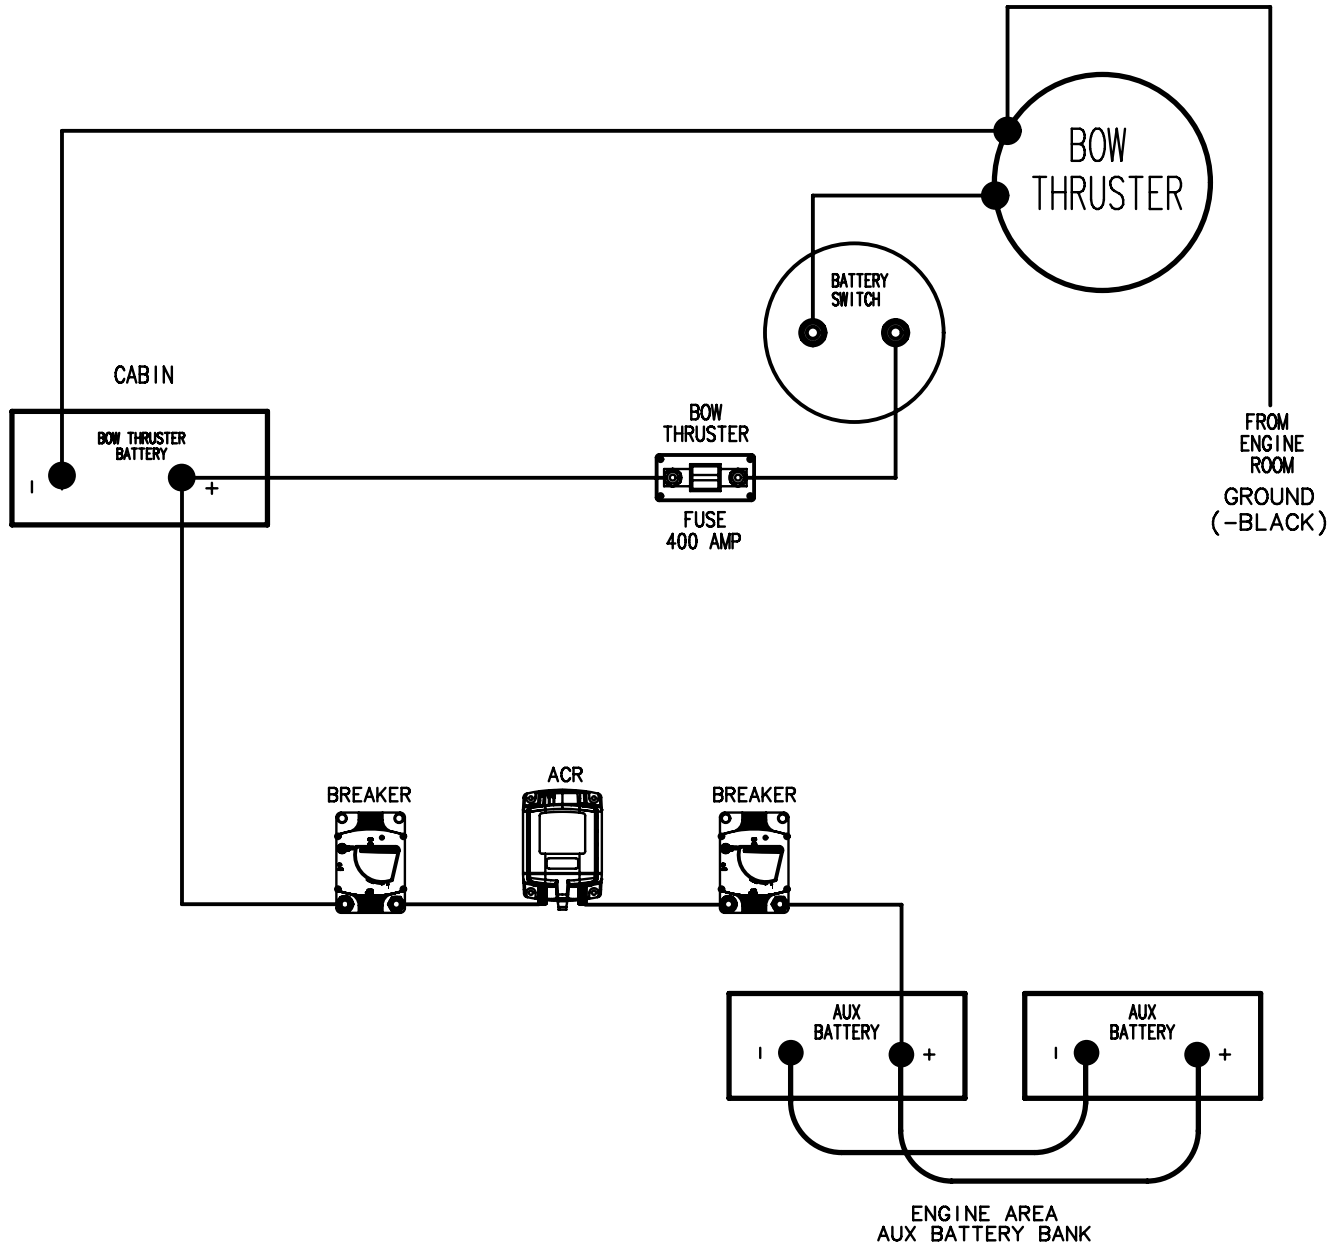 BOW
THRUSTER
BATTERY
SWITCH
CABIN
BOW THRUSTER
BATTERY
-
+
BOW
THRUSTER
FUSE
400 AMP
FROM
ENGINE
ROOM
GROUND
(-BLACK)
BREAKER
ACR
BREAKER
AUX
BATTERY
-
+
AUX
BATTERY
-
+
ENGINE AREA
AUX BATTERY BANK